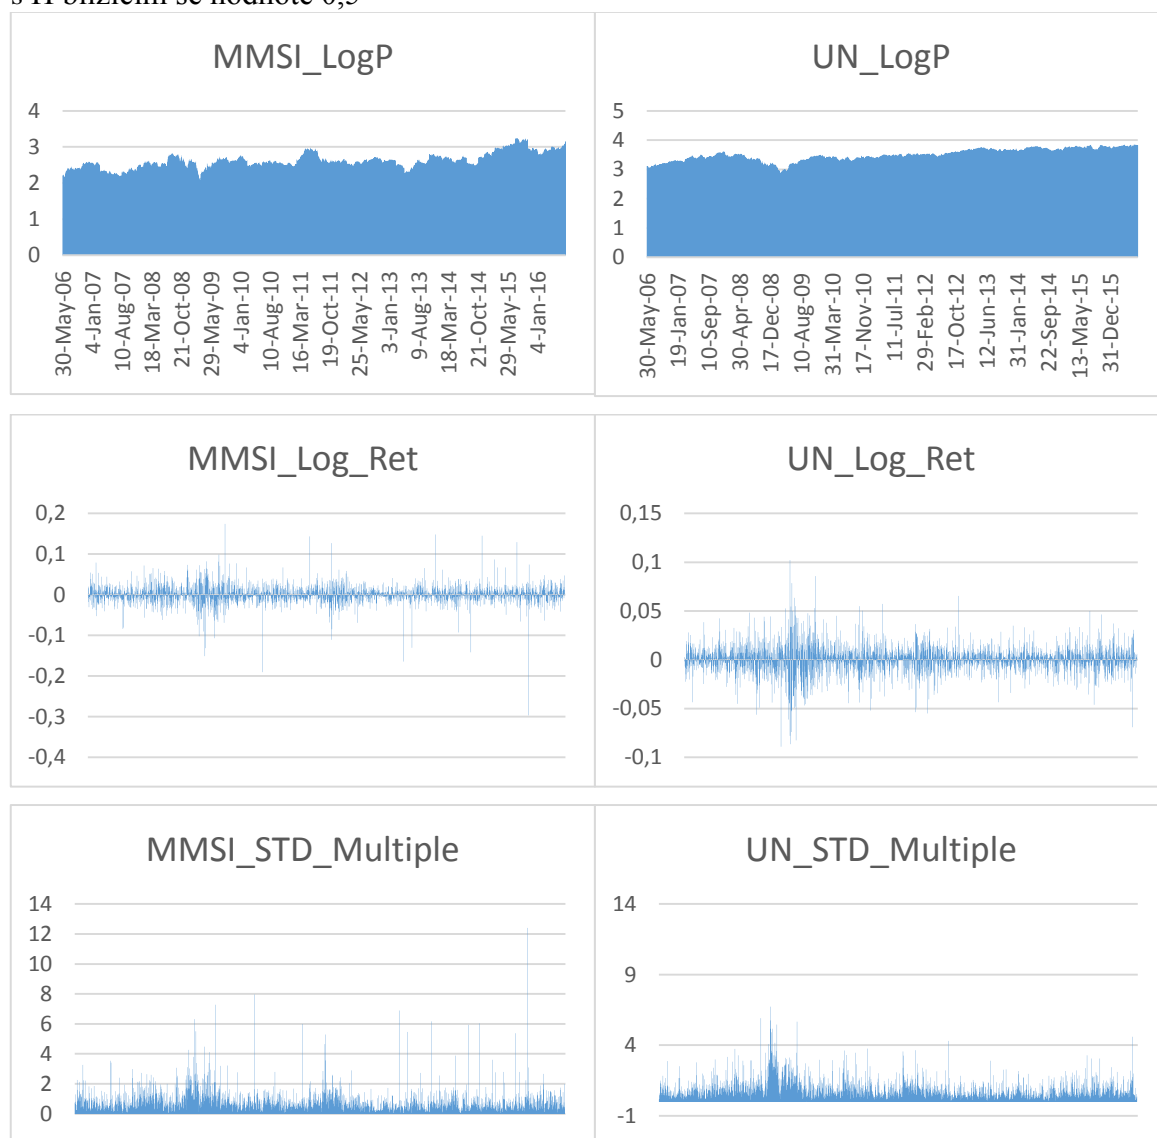 s H blížícím se hodnotě 0,5
MMSI_LogP
4
3
2
1
0
30-May-06
4-Jan-07
10-Aug-07
18-Mar-08
21-Oct-08
29-May-09
4-Jan-10
10-Aug-10
16-Mar-11
19-Oct-11
25-May-12
3-Jan-13
9-Aug-13
18-Mar-14
21-Oct-14
29-May-15
4-Jan-16
UN_LogP
5
4
3
2
1
0
30-May-06
19-Jan-07
10-Sep-07
30-Apr-08
17-Dec-08
10-Aug-09
31-Mar-10
17-Nov-10
11-Jul-11
29-Feb-12
17-Oct-12
12-Jun-13
31-Jan-14
22-Sep-14
13-May-15
31-Dec-15
MMSI_Log_Ret
0,2
0,1
0
-0,1
-0,2
-0,3
-0,4
UN_Log_Ret
0,15
0,1
0,05
0
-0,05
-0,1
MMSI_STD_Multiple
14
12
10
8
6
4
2
0
UN_STD_Multiple
14
9
4
-1